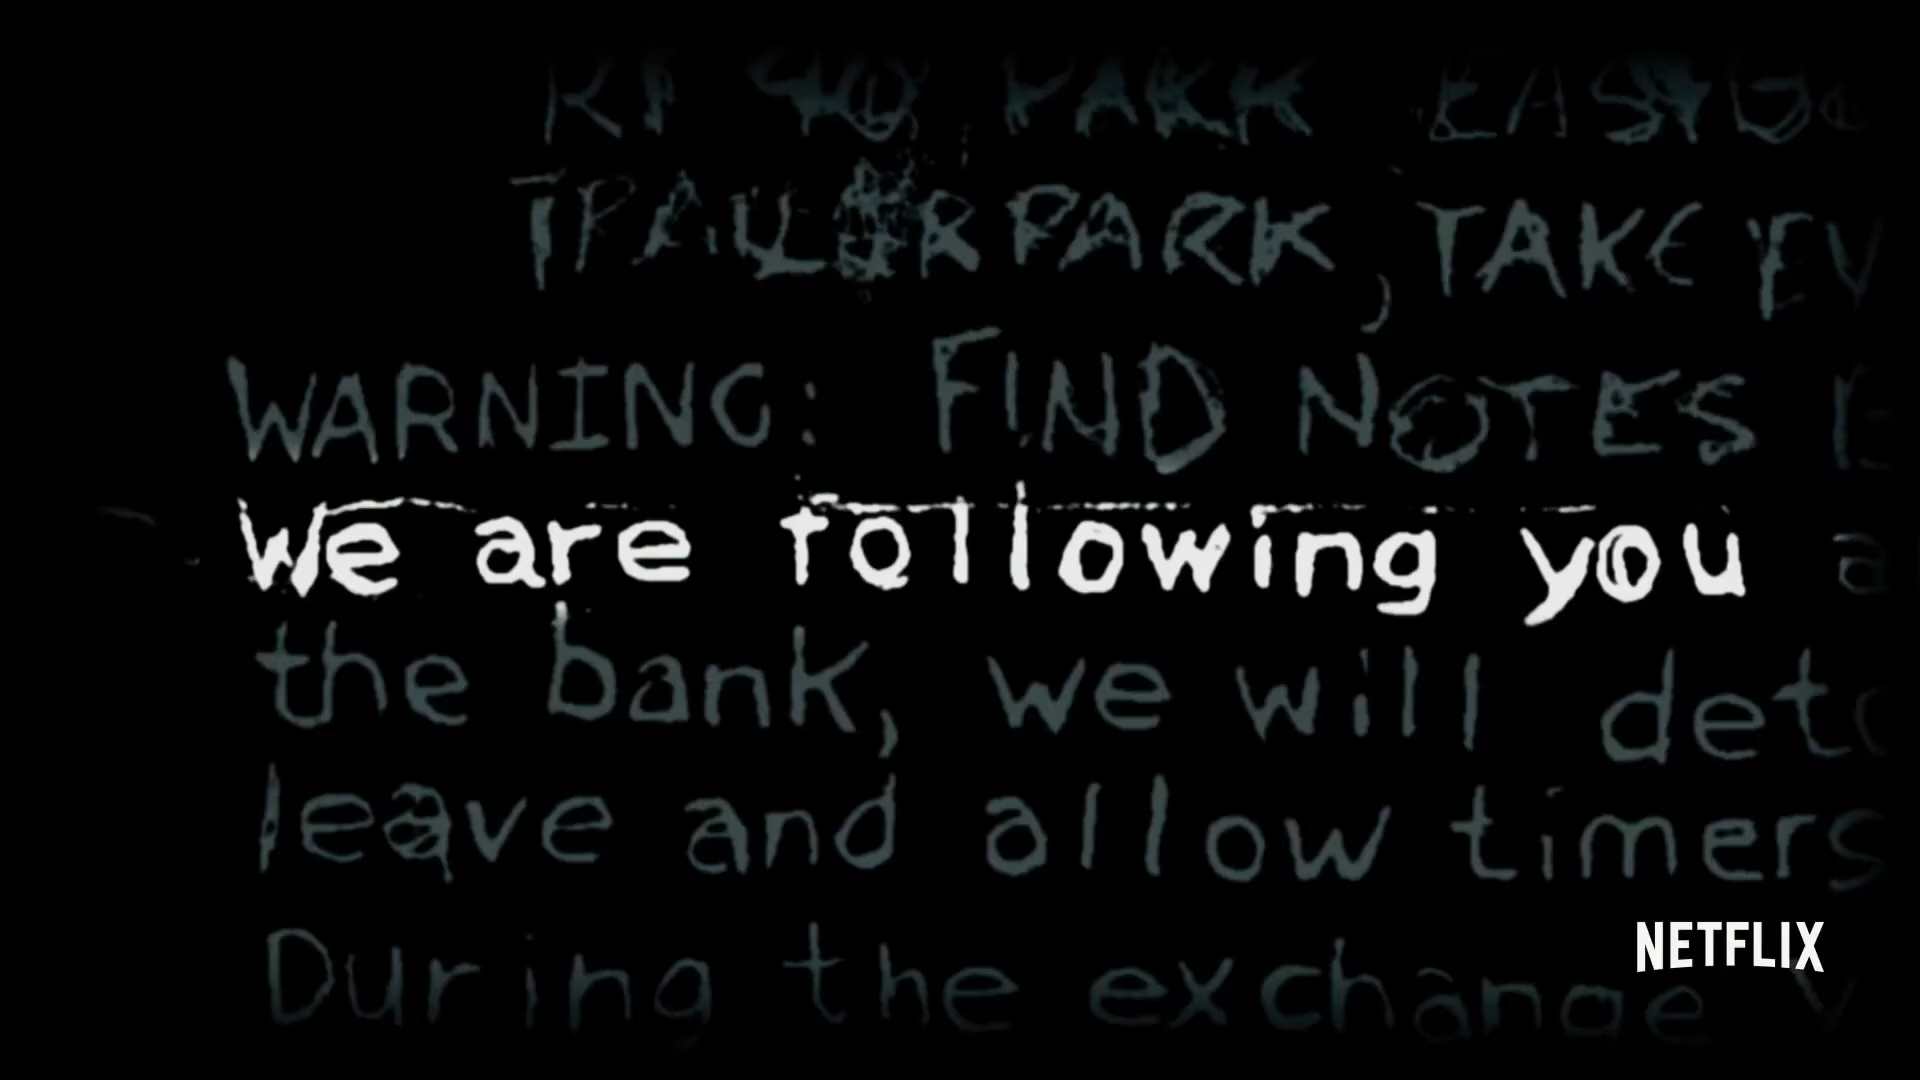 PARK
PARK, TAKE
WARNING: FIND NOTES
We are following you
the bank, we will
leave and allow timers
During the exchange
NETFLIX